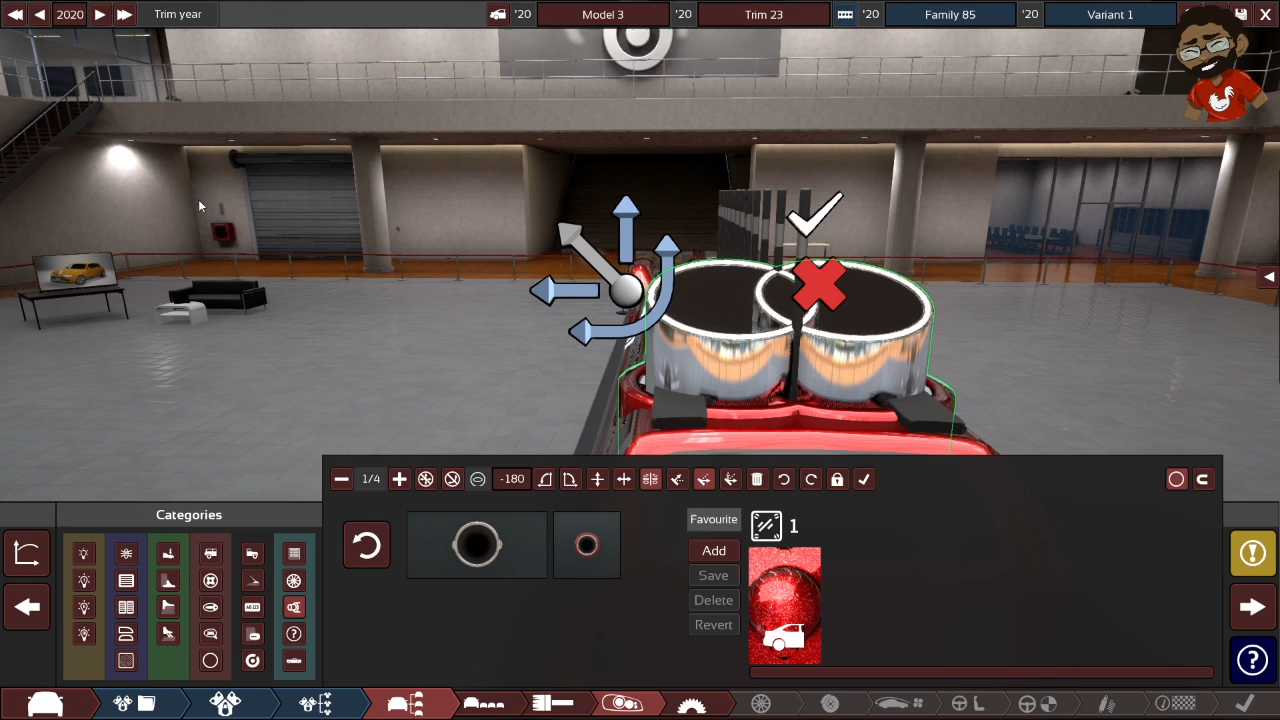 2020 Trim year '20 Model 3 '20 Trim 23 '20 Family 85 '20 Variant 1
1/4 -180
Categories
Favourite 1
Add
Save
Delete
Revert